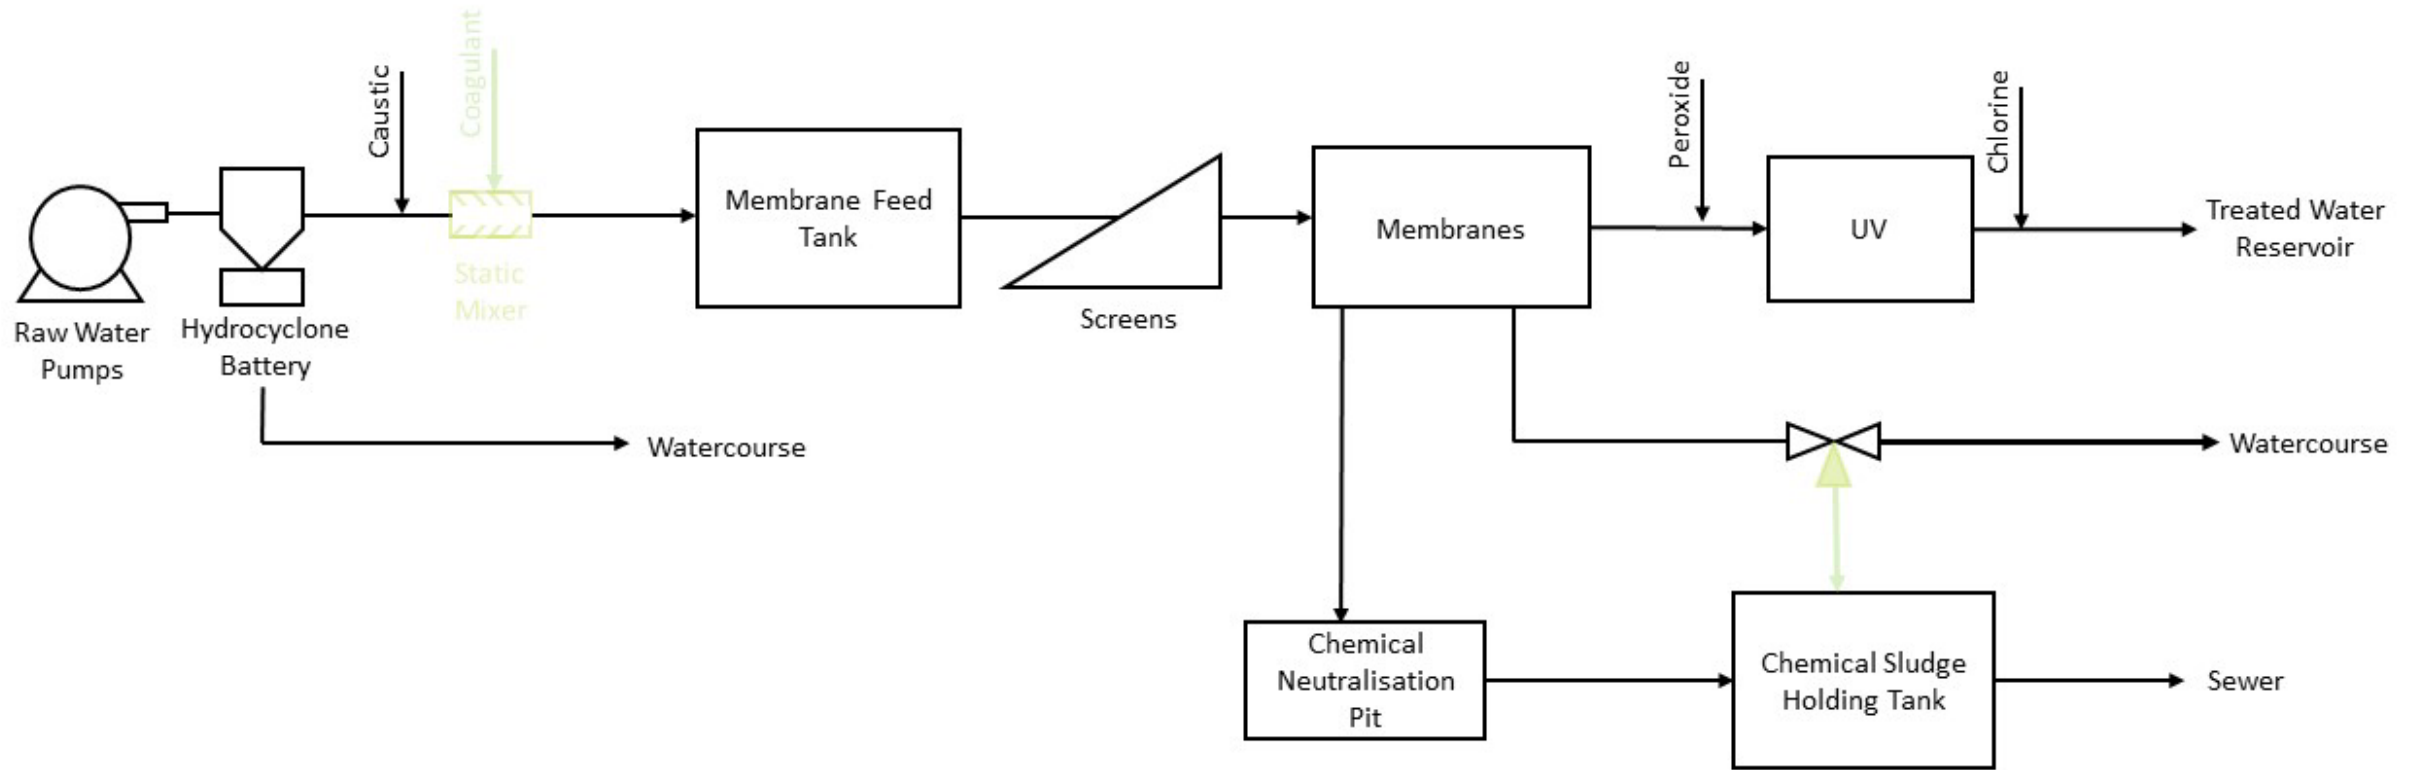 Coagulant
Caustic
Peroxide
Chlorine
Membrane Feed
Tank
Membranes
UV
Treated Water
Reservoir
Static
Mixer
Screens
Raw Water
Pumps
Hydrocyclone
Battery
Watercourse
Watercourse
Chemical
Neutralisation
Pit
Chemical Sludge
Holding Tank
Sewer